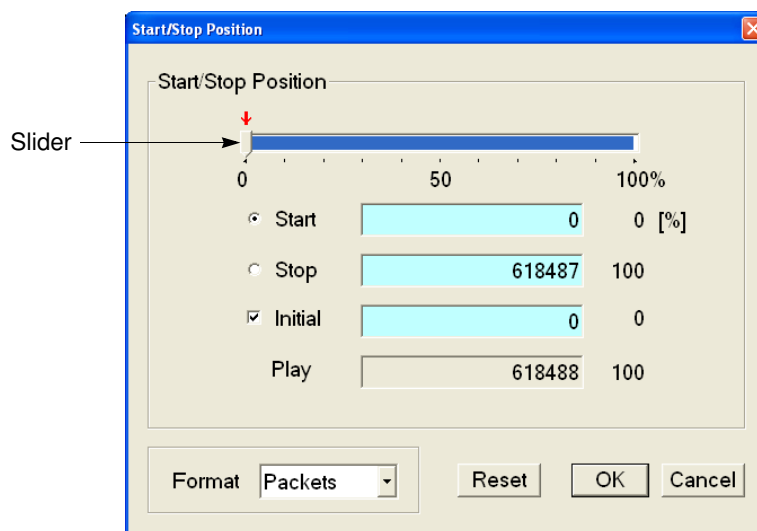 Start/Stop Position
Start/Stop Position
Slider
0 50 100%
Start 0 0 [%]
Stop 618487 100
Initial 0 0
Play 618488 100
Format Packets Reset OK Cancel